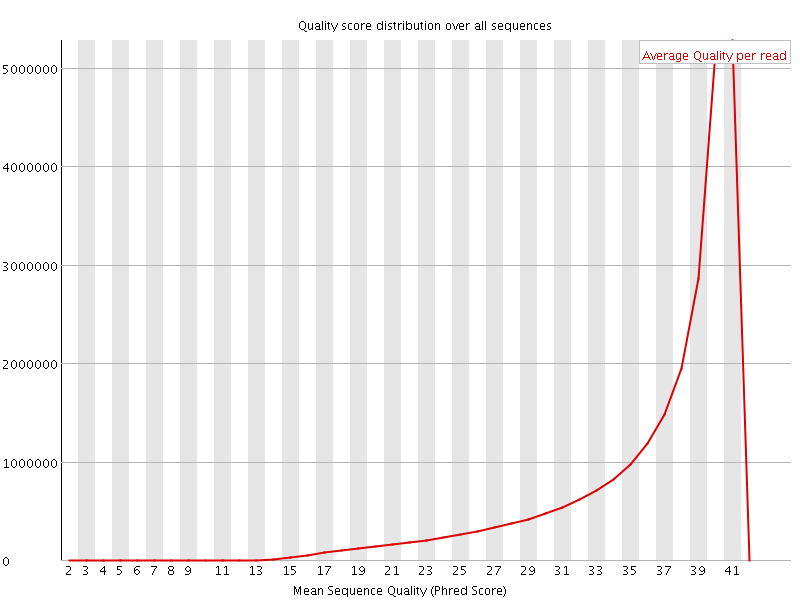 Quality score distribution over all sequences
Average Quality per read
5000000
4000000
3000000
2000000
1000000
0
2 3 4 5 6 7 8 9 11 13 15 17 19 21 23 25 27 29 31 33 35 37 39 41
Mean Sequence Quality (Phred Score)